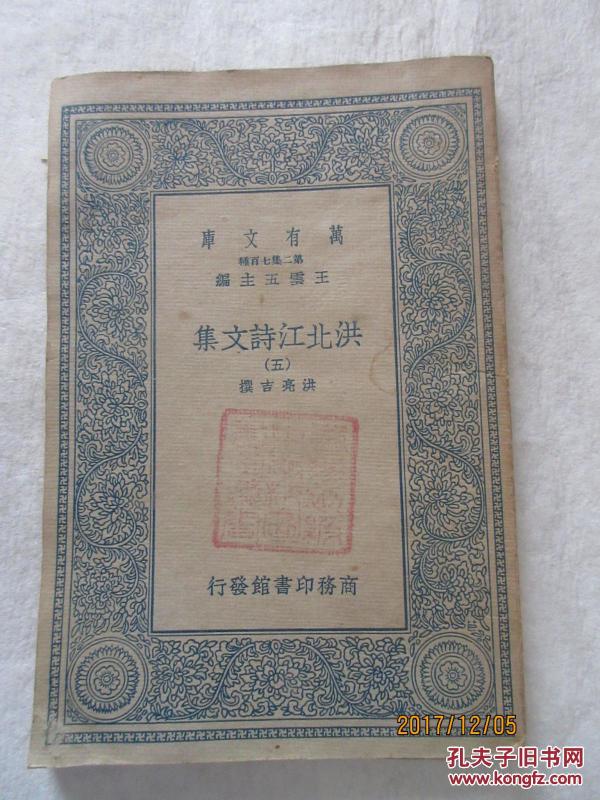 萬有文庫
第二集七百種
王雲五主編
洪北江詩文集
(五)
洪亮吉撰
商務印書館發行
2017/12/05
孔夫子旧书网
www.kongfz.com